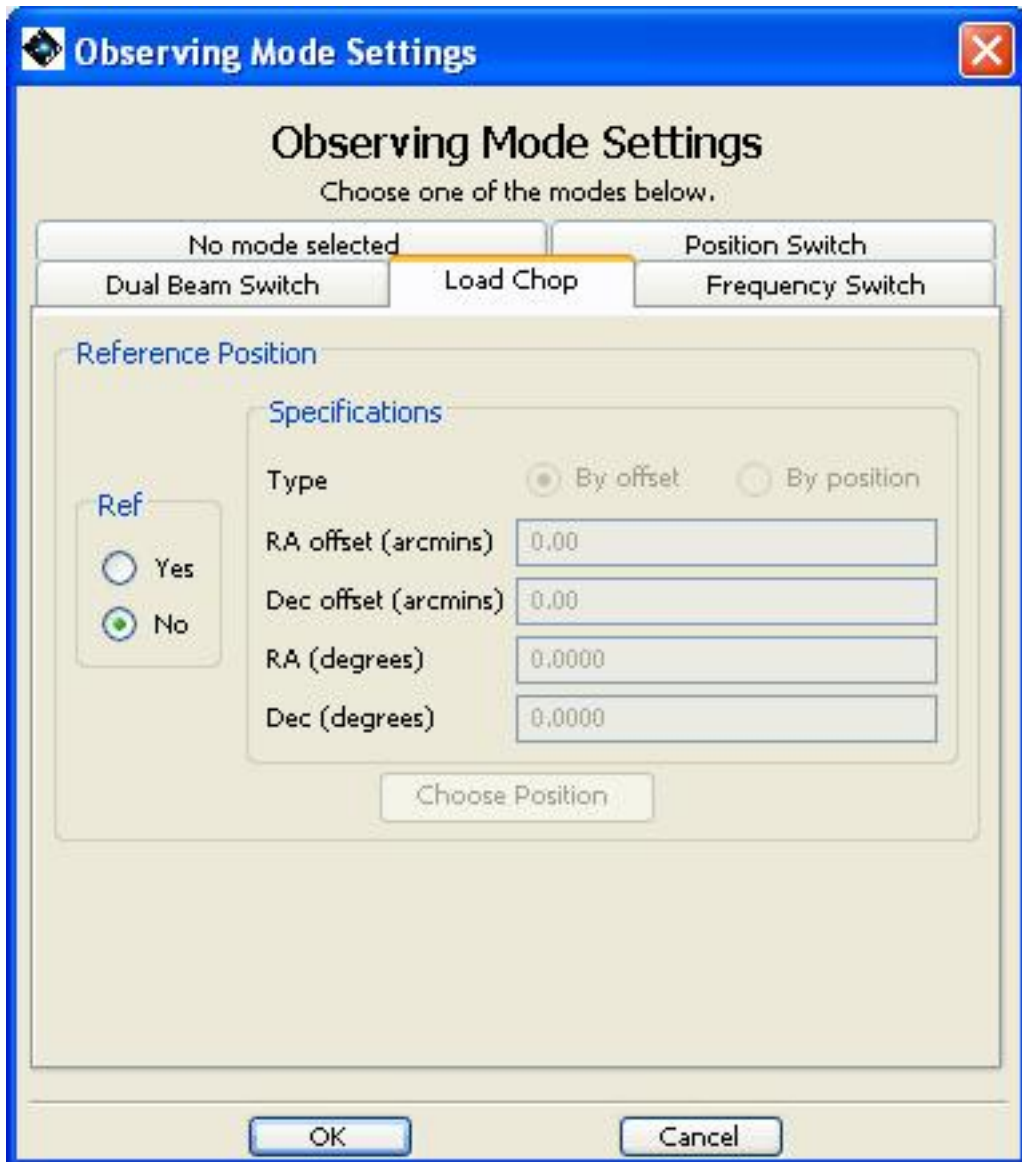 Observing Mode Settings
Observing Mode Settings
Choose one of the modes below.
No mode selected
Position Switch
Dual Beam Switch
Load Chop
Frequency Switch
Reference Position
Ref
Yes
No
Specifications
Type
By offset
By position
RA offset (arcmins)
0.00
Dec offset (arcmins)
0.00
RA (degrees)
0.0000
Dec (degrees)
0.0000
Choose Position
OK
Cancel